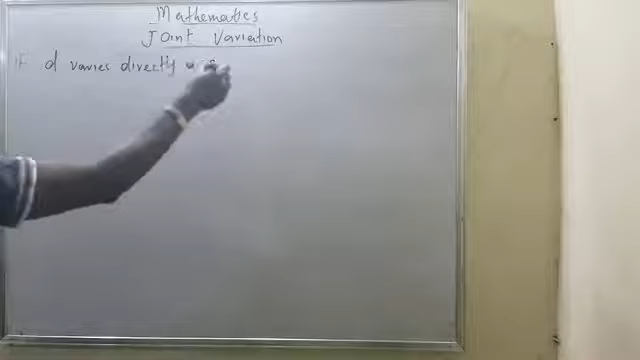 Mathematics
Joint Variation
If d varies directly